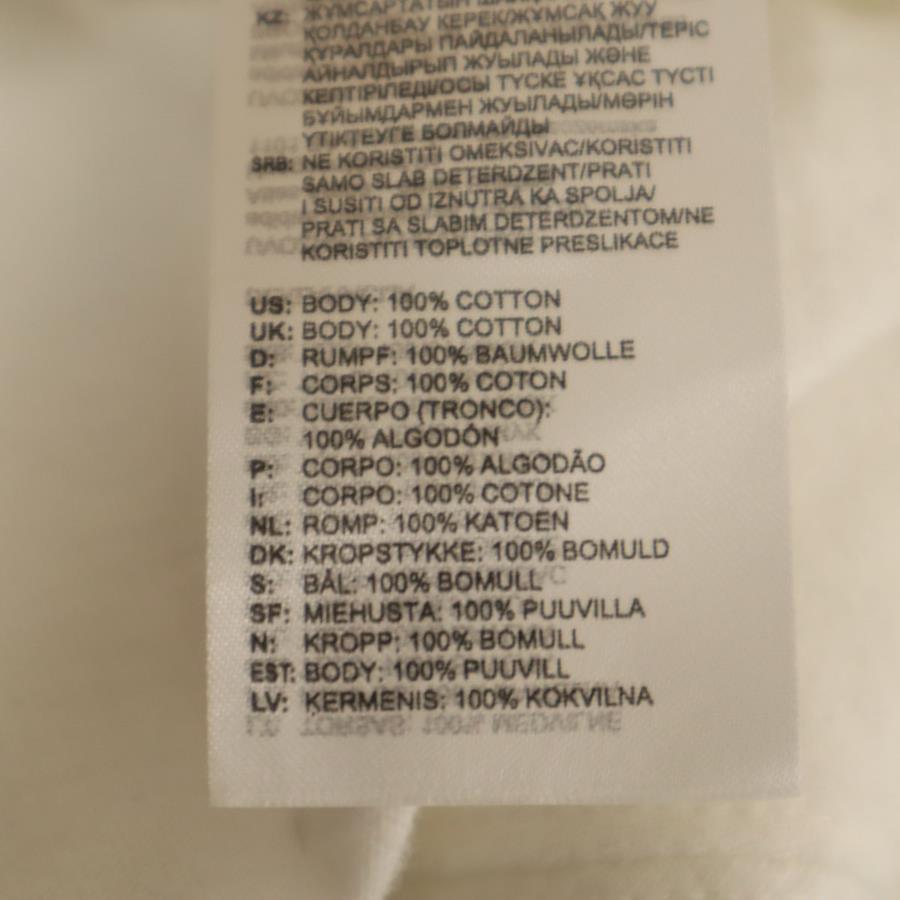 KZ: ЖҰМСАРТАТЫН
ҚОЛДАНБАУ КЕРЕК/ЖҰМСАҚ ЖУУ
ҚҰРАЛДАРЫ ПАЙДАЛАНЫЛАДЫ/ТЕРІС
АЙНАЛДЫРЫП ЖУЫЛАДЫ ЖӘНЕ
КЕПТІРІЛЕДІ/ОСЫ ТҮСКЕ ҰҚСАС ТҮСТІ
БҰЙЫМДАРМЕН ЖУЫЛАДЫ/МӨРІН
ҮТІКТЕУГЕ БОЛМАЙДЫ
SRB: NE KORISTITI OMEKSIVAC/KORISTITI
SAMO SLAB DETERDZENT/PRATI
I SUSITI OD IZNUTRA KA SPOLJA/
PRATI SA SLABIM DETERDZENTOM/NE
KORISTITI TOPLOTNE PRESLIKACE
US: BODY: 100% COTTON
UK: BODY: 100% COTTON
D: RUMPF: 100% BAUMWOLLE
F: CORPS: 100% COTON
E: CUERPO (TRONCO):
100% ALGODÓN
P: CORPO: 100% ALGODÃO
I: CORPO: 100% COTONE
NL: ROMP: 100% KATOEN
DK: KROPSTYKKE: 100% BOMULD
S: BÅL: 100% BOMULL
SF: MIEHUSTA: 100% PUUVILLA
N: KROPP: 100% BOMULL
EST: BODY: 100% PUUVILL
LV: ĶERMENIS: 100% KOKVILNA